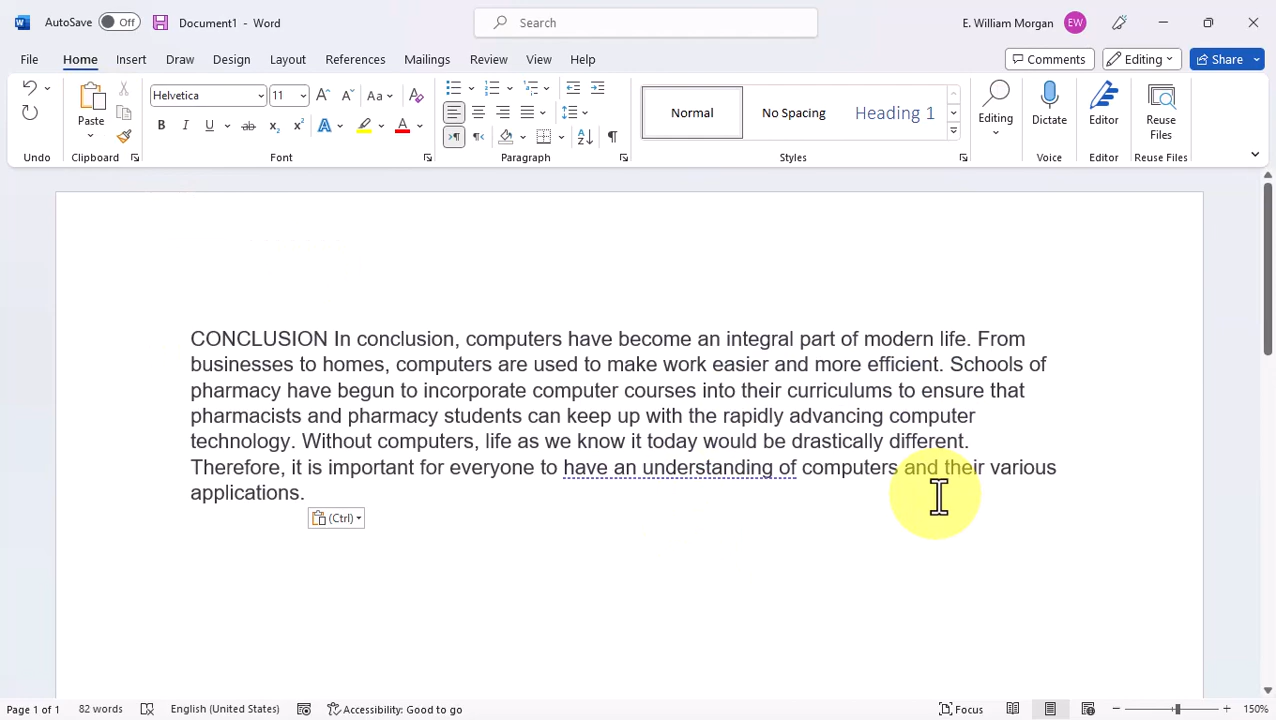 AutoSave Off Document1 - Word Search E. William Morgan EW
File Home Insert Draw Design Layout References Mailings Review View Help Comments Editing Share
Helvetica 11 Aa
Paste B I U ab x2 x2 A A
Normal No Spacing Heading 1
Editing Dictate Editor Reuse Files
Undo Clipboard Font Paragraph Styles Voice Editor Reuse Files
CONCLUSION In conclusion, computers have become an integral part of modern life. From
businesses to homes, computers are used to make work easier and more efficient. Schools of
pharmacy have begun to incorporate computer courses into their curriculums to ensure that
pharmacists and pharmacy students can keep up with the rapidly advancing computer
technology. Without computers, life as we know it today would be drastically different.
Therefore, it is important for everyone to have an understanding of computers and their various
applications.
(Ctrl)
Page 1 of 1 82 words English (United States) Accessibility: Good to go Focus 150%